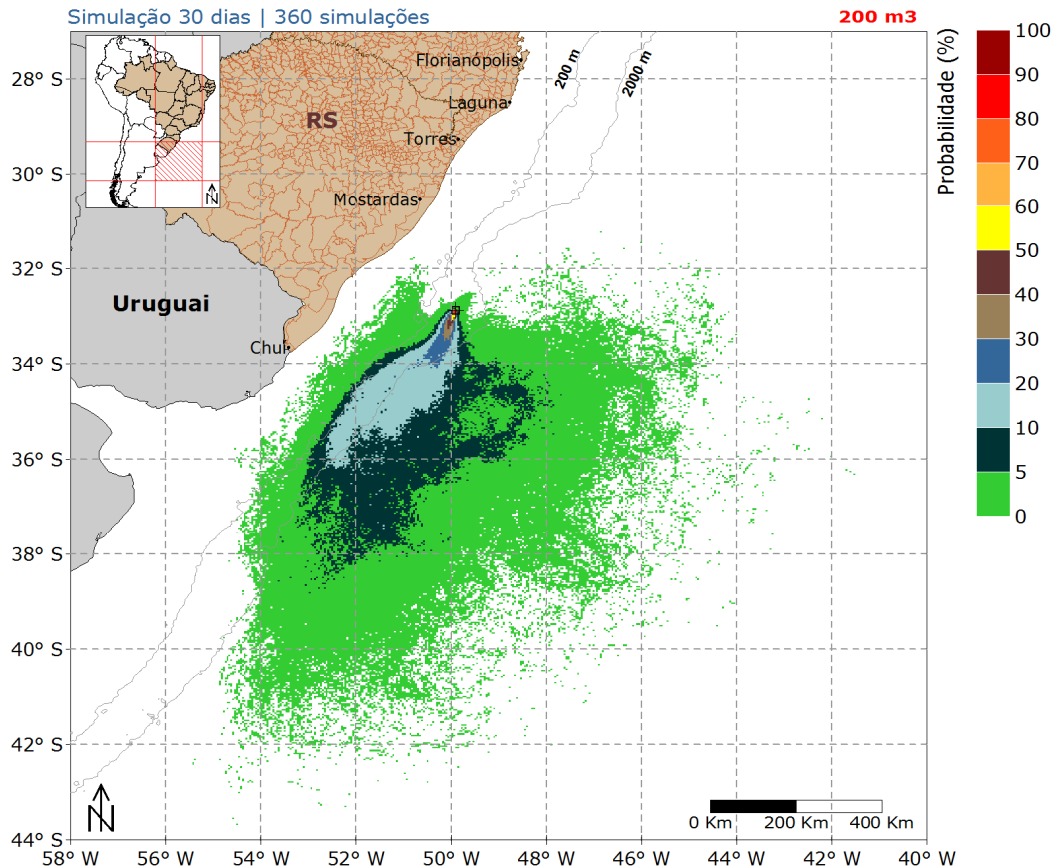 Simulação 30 dias | 360 simulações
200 m3
Florianópolis
Laguna
RS
Torres
Mostardas
200 m
2000 m
Uruguai
Chuí
N
28° S
30° S
32° S
34° S
36° S
38° S
40° S
42° S
44° S
58° W
56° W
54° W
52° W
50° W
48° W
46° W
44° W
42° W
40° W
N
0 Km
200 Km
400 Km
Probabilidade (%)
100
90
80
70
60
50
40
30
20
10
5
0